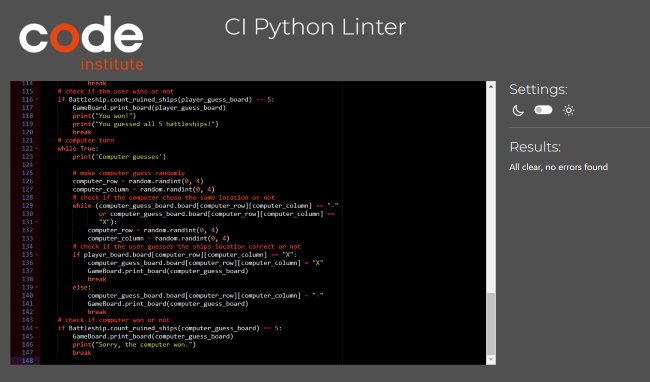 code
institute
CI Python Linter
Settings:
Results:
All clear, no errors found
114 break
115 # check if the user wins or not
116 if Battleship.count_ruined_ships(player_guess_board) == 5:
117 GameBoard.print_board(player_guess_board)
118 print("You won!")
119 print("You guessed all 5 battleships!")
120 break
121 # computer turn
122 while True:
123 print('Computer guesses')
124
125 # make computer guess randomly
126 computer_row = random.randint(0, 4)
127 computer_column = random.randint(0, 4)
128 # check if the computer chose the same location or not
129 while (computer_guess_board.board[computer_row][computer_column] == "-"
130 or computer_guess_board.board[computer_row][computer_column] ==
131 "X"):
132 computer_row = random.randint(0, 4)
133 computer_column = random.randint(0, 4)
134 # check if the user guesses the ships location correct or not
135 if player_board.board[computer_row][computer_column] == "X":
136 computer_guess_board.board[computer_row][computer_column] = "X"
137 GameBoard.print_board(computer_guess_board)
138 break
139 else:
140 computer_guess_board.board[computer_row][computer_column] = "-"
141 GameBoard.print_board(computer_guess_board)
142 break
143 # check if computer won or not
144 if Battleship.count_ruined_ships(computer_guess_board) == 5:
145 GameBoard.print_board(computer_guess_board)
146 print("Sorry, the computer won.")
147 break
148